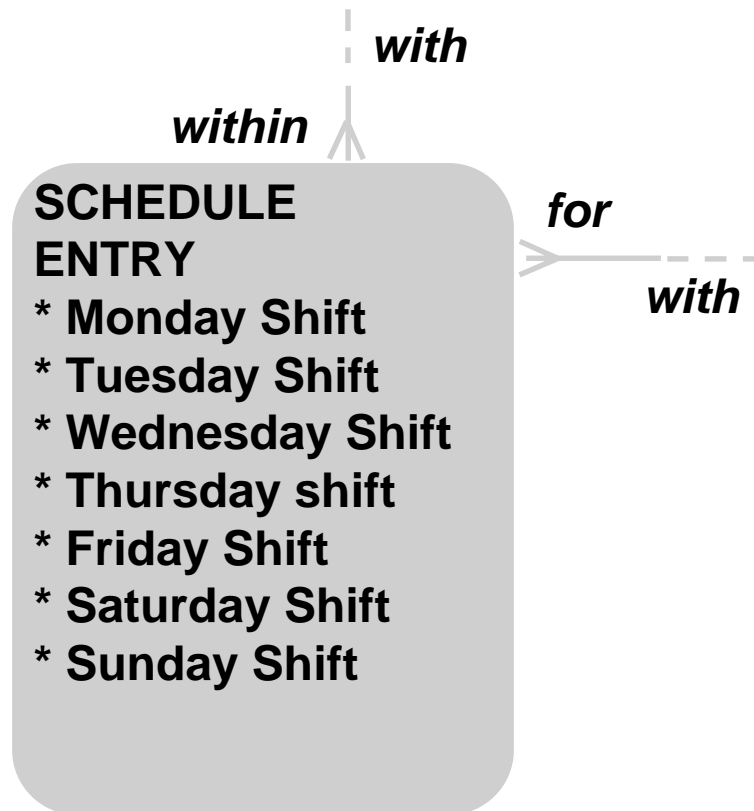 with
within
SCHEDULE
ENTRY
* Monday Shift
* Tuesday Shift
* Wednesday Shift
* Thursday shift
* Friday Shift
* Saturday Shift
* Sunday Shift
for
with